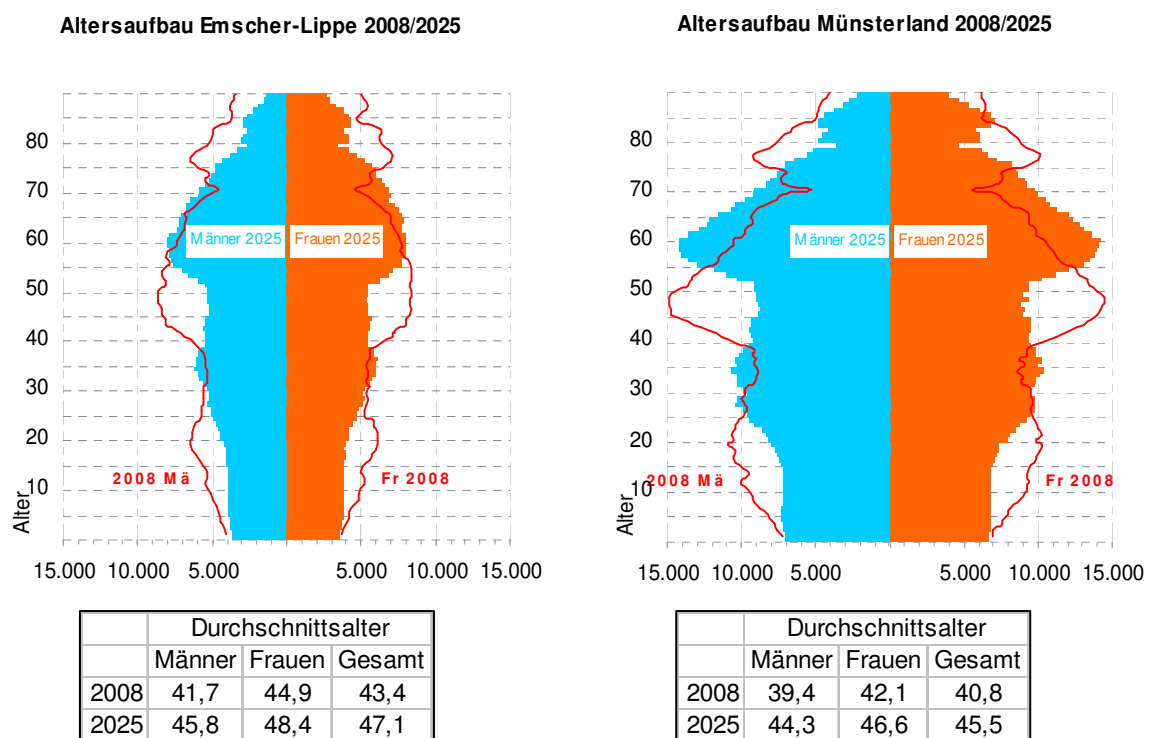 Altersaufbau Emscher-Lippe 2008/2025
80
70
60
50
40
30
20
10
Alter
Männer 2025
Frauen 2025
2008 Mä
Fr 2008
15.000 10.000 5.000 5.000 10.000 15.000
Durchschnittsalter
Männer Frauen Gesamt
2008 41,7 44,9 43,4
2025 45,8 48,4 47,1
Altersaufbau Münsterland 2008/2025
80
70
60
50
40
30
20
10
Alter
Männer 2025
Frauen 2025
2008 Mä
Fr 2008
15.000 10.000 5.000 5.000 10.000 15.000
Durchschnittsalter
Männer Frauen Gesamt
2008 39,4 42,1 40,8
2025 44,3 46,6 45,5